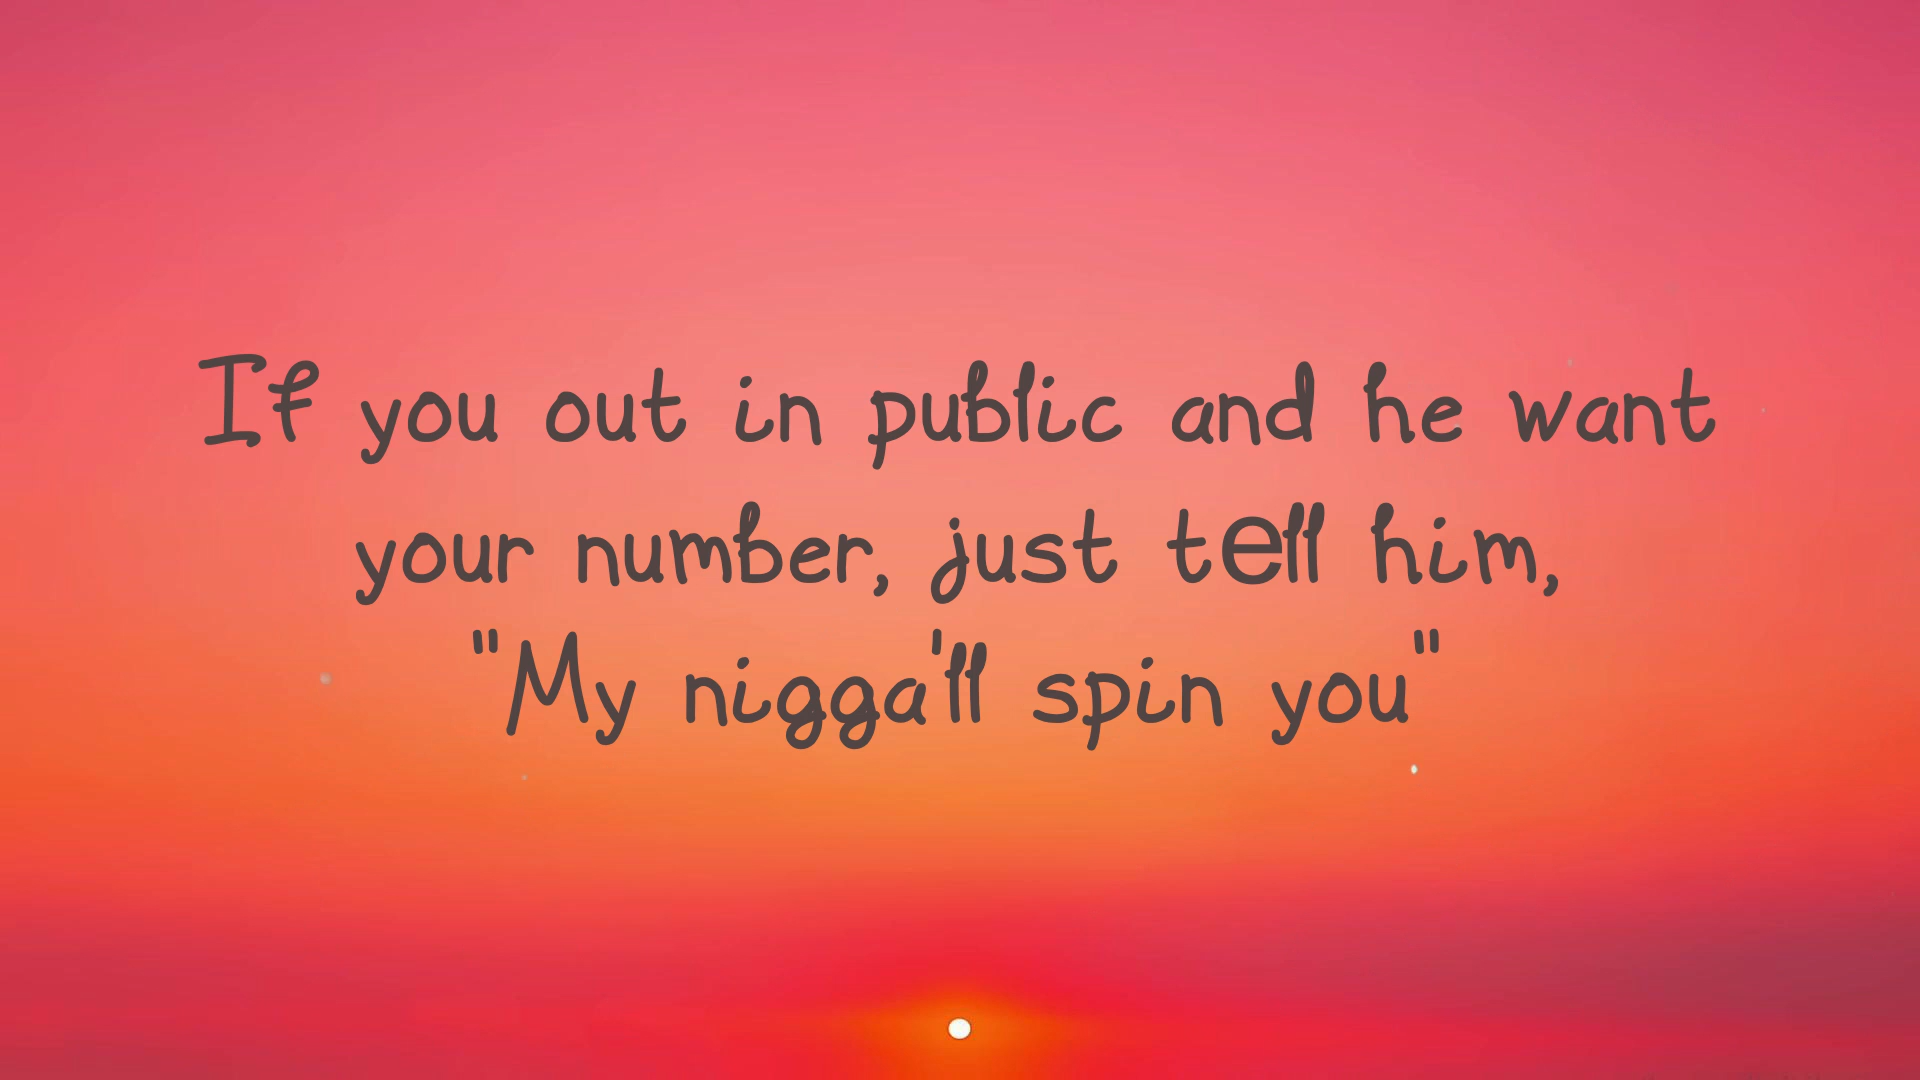 If you out in public and he want
your number, just tell him,
"My nigga'll spin you"